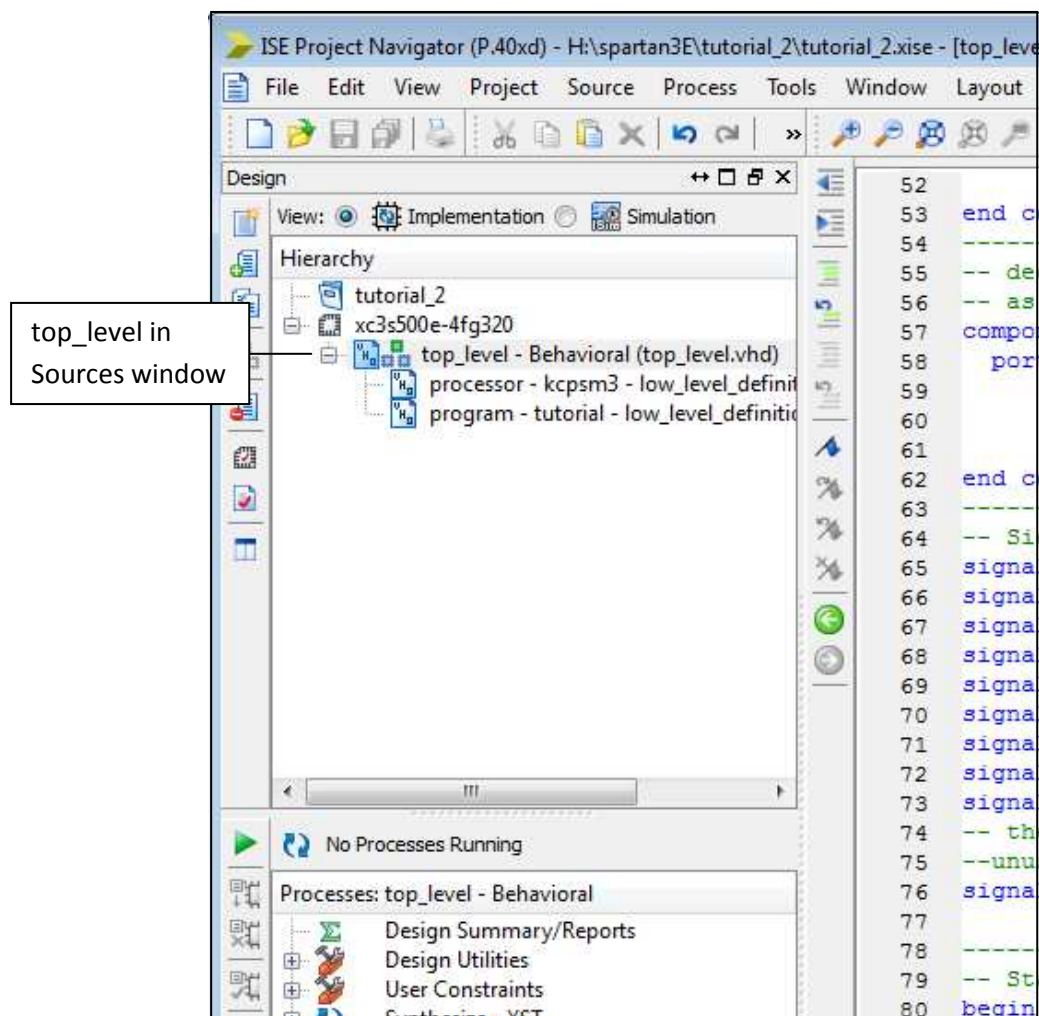 ISE Project Navigator (P.40xd) - H:\spartan3E\tutorial_2\tutorial_2.xise - [top_leve
File Edit View Project Source Process Tools Window Layout
»
Design
View: Implementation Simulation
Hierarchy
tutorial_2
xc3s500e-4fg320
top_level - Behavioral (top_level.vhd)
processor - kcpsm3 - low_level_definit
program - tutorial - low_level_definitic
top_level in
Sources window
No Processes Running
Processes: top_level - Behavioral
Design Summary/Reports
Design Utilities
User Constraints
Synthesize - XST
52
53 end c
54 -----
55 -- de
56 -- as
57 compo
58 por
59
60
61
62 end c
63 -----
64 -- Si
65 signa
66 signa
67 signa
68 signa
69 signa
70 signa
71 signa
72 signa
73 signa
74 -- th
75 --unu
76 signa
77
78 -----
79 -- St
80 begin